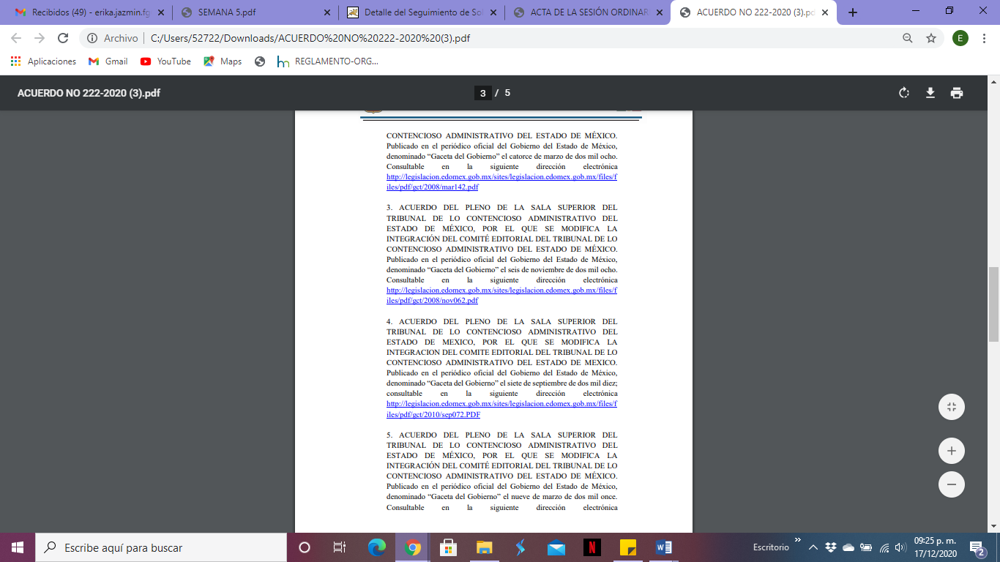 Recibidos (49) - erika.jazmin.fg
SEMANA 5.pdf
Detalle del Seguimiento de Sol
ACTA DE LA SESIÓN ORDINAR
ACUERDO NO 222-2020 (3).pd
Archivo
C:/Users/52722/Downloads/ACUERDO%20NO%20222-2020%20(3).pdf
E
Aplicaciones
Gmail
YouTube
Maps
REGLAMENTO-ORG...
ACUERDO NO 222-2020 (3).pdf
3 / 5
CONTENCIOSO ADMINISTRATIVO DEL ESTADO DE MÉXICO.
Publicado en el periódico oficial del Gobierno del Estado de México,
denominado “Gaceta del Gobierno” el catorce de marzo de dos mil ocho.
Consultable en la siguiente dirección electrónica
http://legislacion.edomex.gob.mx/sites/legislacion.edomex.gob.mx/files/f
iles/pdf/gct/2008/mar142.pdf
3. ACUERDO DEL PLENO DE LA SALA SUPERIOR DEL
TRIBUNAL DE LO CONTENCIOSO ADMINISTRATIVO DEL
ESTADO DE MÉXICO, POR EL QUE SE MODIFICA LA
INTEGRACIÓN DEL COMITÉ EDITORIAL DEL TRIBUNAL DE LO
CONTENCIOSO ADMINISTRATIVO DEL ESTADO DE MÉXICO.
Publicado en el periódico oficial del Gobierno del Estado de México,
denominado “Gaceta del Gobierno” el seis de noviembre de dos mil ocho.
Consultable en la siguiente dirección electrónica
http://legislacion.edomex.gob.mx/sites/legislacion.edomex.gob.mx/files/f
iles/pdf/gct/2008/nov062.pdf
4. ACUERDO DEL PLENO DE LA SALA SUPERIOR DEL
TRIBUNAL DE LO CONTENCIOSO ADMINISTRATIVO DEL
ESTADO DE MEXICO, POR EL QUE SE MODIFICA LA
INTEGRACION DEL COMITE EDITORIAL DEL TRIBUNAL DE LO
CONTENCIOSO ADMINISTRATIVO DEL ESTADO DE MEXICO.
Publicado en el periódico oficial del Gobierno del Estado de México,
denominado “Gaceta del Gobierno” el siete de septiembre de dos mil diez;
consultable en la siguiente dirección electrónica
http://legislacion.edomex.gob.mx/sites/legislacion.edomex.gob.mx/files/f
iles/pdf/gct/2010/sep072.PDF
5. ACUERDO DEL PLENO DE LA SALA SUPERIOR DEL
TRIBUNAL DE LO CONTENCIOSO ADMINISTRATIVO DEL
ESTADO DE MÉXICO, POR EL QUE SE MODIFICA LA
INTEGRACIÓN DEL COMITÉ EDITORIAL DEL TRIBUNAL DE LO
CONTENCIOSO ADMINISTRATIVO DEL ESTADO DE MÉXICO.
Publicado en el periódico oficial del Gobierno del Estado de México,
denominado “Gaceta del Gobierno” el nueve de marzo de dos mil once.
Consultable en la siguiente dirección electrónica
Escribe aquí para buscar
Escritorio
09:25 p. m.
17/12/2020
2